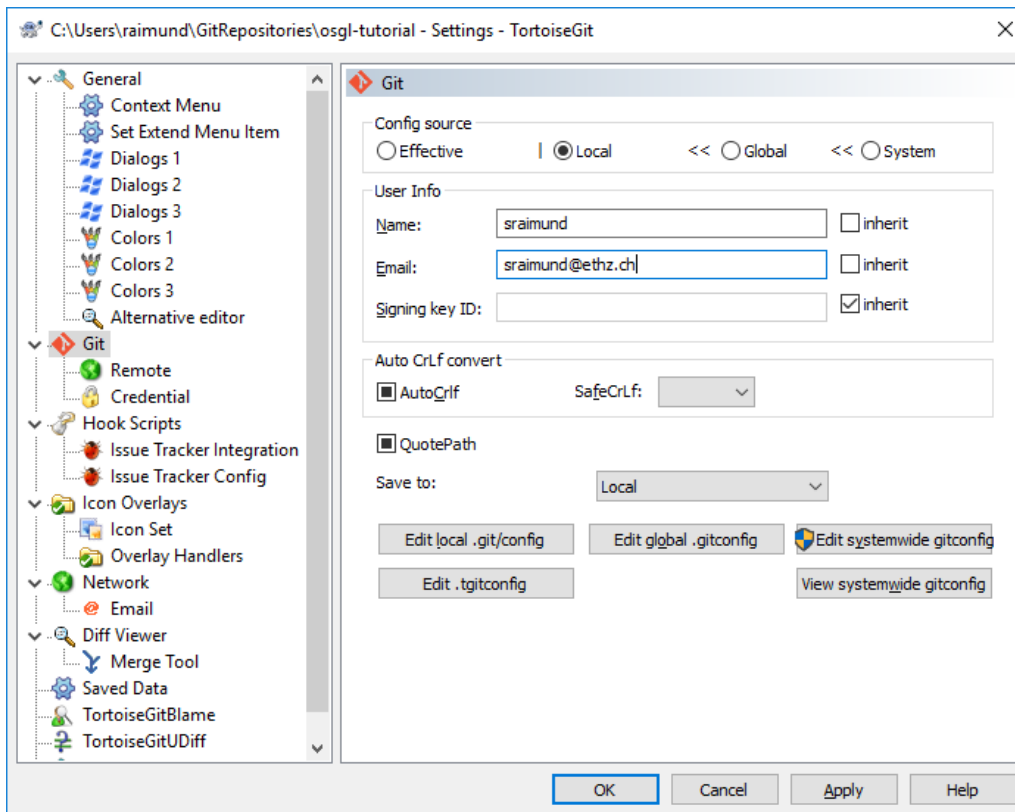 C:\Users\raimund\GitRepositories\osgl-tutorial - Settings - TortoiseGit
General
Context Menu
Set Extend Menu Item
Dialogs 1
Dialogs 2
Dialogs 3
Colors 1
Colors 2
Colors 3
Alternative editor
Git
Remote
Credential
Hook Scripts
Issue Tracker Integration
Issue Tracker Config
Icon Overlays
Icon Set
Overlay Handlers
Network
Email
Diff Viewer
Merge Tool
Saved Data
TortoiseGitBlame
TortoiseGitUDiff
Git
Config source
Effective | Local << Global << System
User Info
Name: sraimund inherit
Email: sraimund@ethz.ch inherit
Signing key ID: inherit
Auto CrLf convert
AutoCrlf SafeCrLf:
QuotePath
Save to: Local
Edit local .git/config Edit global .gitconfig Edit systemwide gitconfig
Edit .tgitconfig View systemwide gitconfig
OK Cancel Apply Help